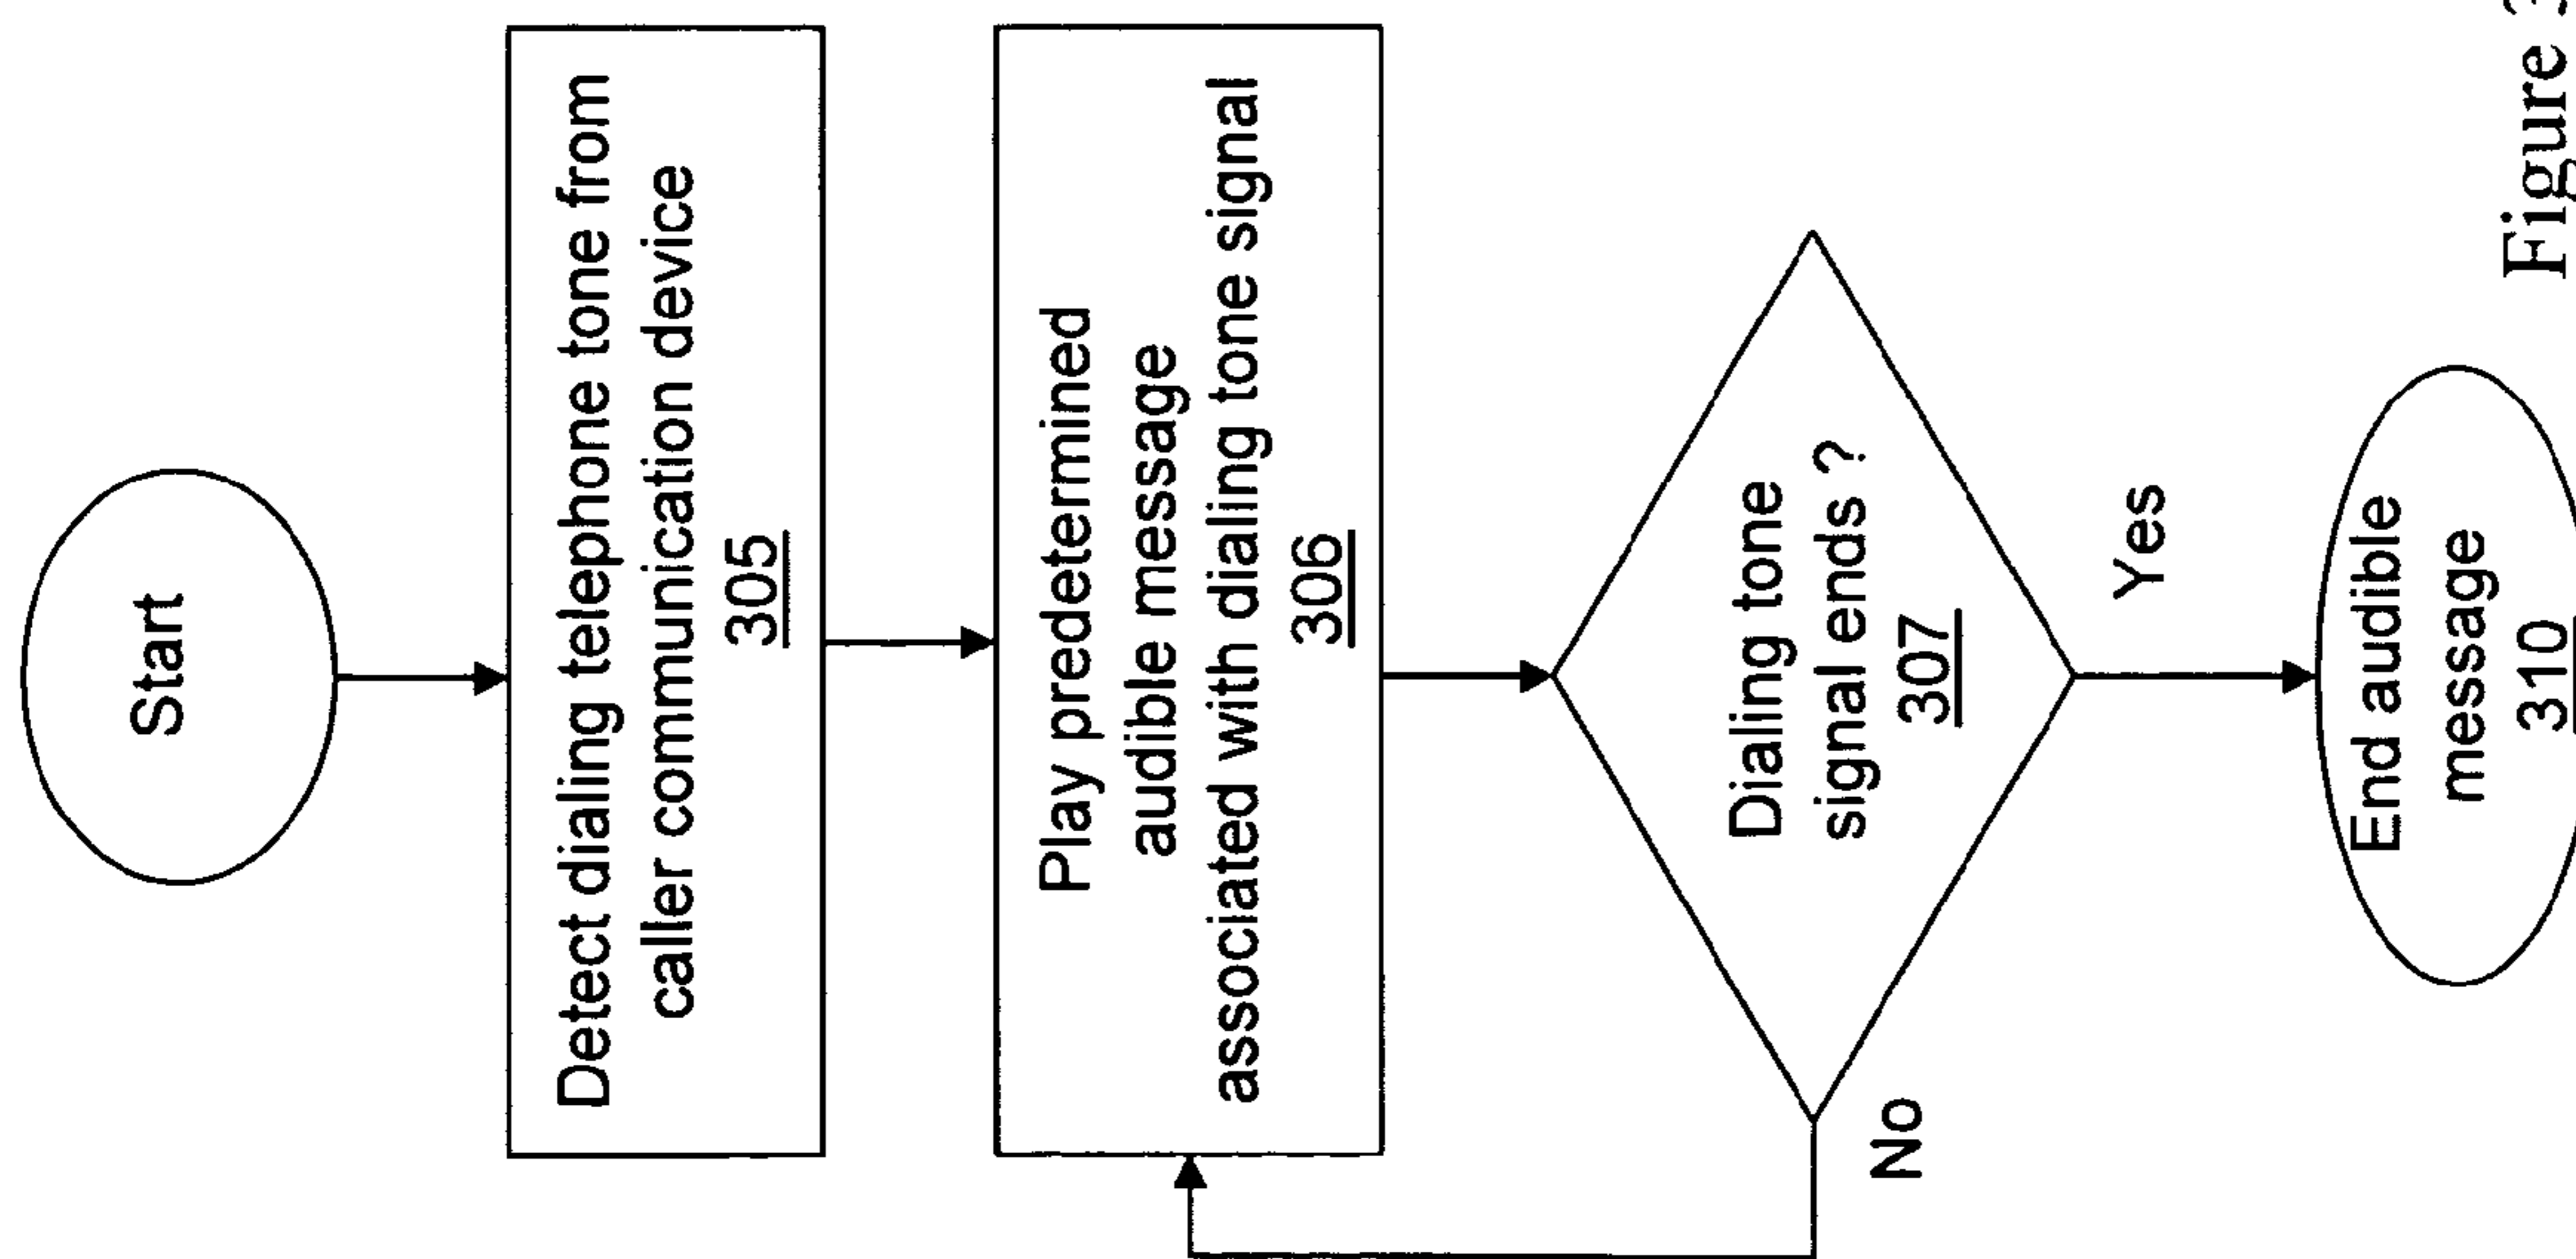 Start
Detect dialing telephone tone from
caller communication device
305
Play predetermined
audible message
associated with dialing tone signal
306
Dialing tone
signal ends ?
307
No
Yes
End audible
message
310
Figure